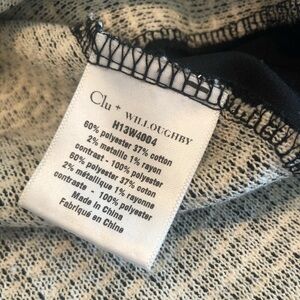 Clu + WILLOUGHBY
H13W4004
60% polyester 37% cotton
2% metallic 1% rayon
contrast - 100% polyester
60% polyester 37% coton
2% métallique 1% rayonne
contraste - 100% polyester
Made in China
Fabriqué en China